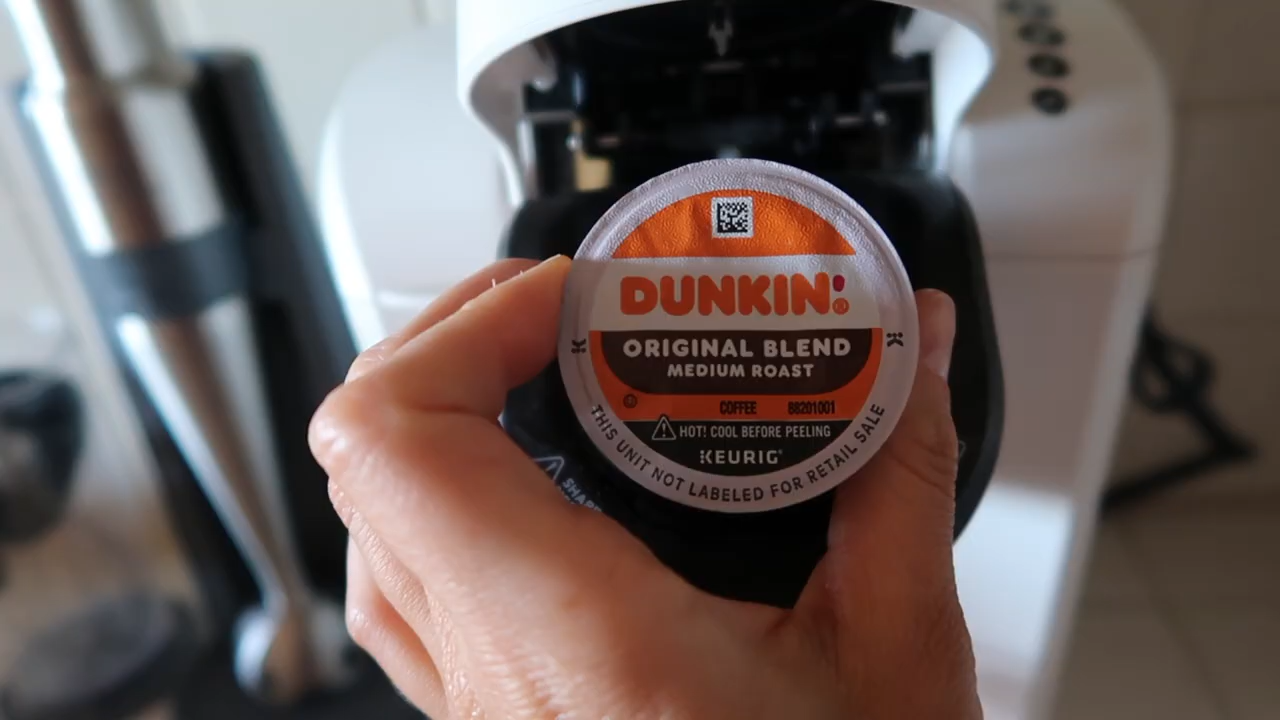 DUNKIN'®
ORIGINAL BLEND
MEDIUM ROAST
COFFEE 88201001
HOT! COOL BEFORE PEELING
KEURIG®
THIS UNIT NOT LABELED FOR RETAIL SALE